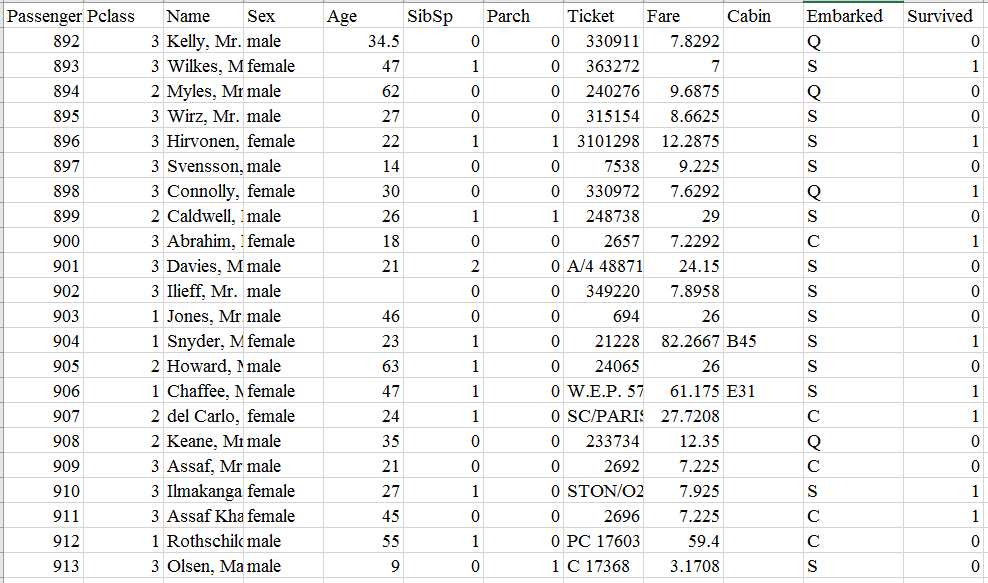 Passenger Pclass Name Sex Age SibSp Parch Ticket Fare Cabin Embarked Survived
892 3 Kelly, Mr. male 34.5 0 0 330911 7.8292 Q 0
893 3 Wilkes, M female 47 1 0 363272 7 S 1
894 2 Myles, Mr male 62 0 0 240276 9.6875 Q 0
895 3 Wirz, Mr. male 27 0 0 315154 8.6625 S 0
896 3 Hirvonen, female 22 1 1 3101298 12.2875 S 1
897 3 Svensson, male 14 0 0 7538 9.225 S 0
898 3 Connolly, female 30 0 0 330972 7.6292 Q 1
899 2 Caldwell, male 26 1 1 248738 29 S 0
900 3 Abrahim, female 18 0 0 2657 7.2292 C 1
901 3 Davies, M male 21 2 0 A/4 48871 24.15 S 0
902 3 Ilieff, Mr. male 0 0 349220 7.8958 S 0
903 1 Jones, Mr. male 46 0 0 694 26 S 0
904 1 Snyder, M female 23 1 0 21228 82.2667 B45 S 1
905 2 Howard, M male 63 1 0 24065 26 S 0
906 1 Chaffee, M female 47 1 0 W.E.P. 57 61.175 E31 S 1
907 2 del Carlo, female 24 1 0 SC/PARIS 27.7208 C 1
908 2 Keane, Mr male 35 0 0 233734 12.35 Q 0
909 3 Assaf, Mr male 21 0 0 2692 7.225 C 0
910 3 Ilmakanga female 27 1 0 STON/O2 7.925 S 1
911 3 Assaf Kha female 45 0 0 2696 7.225 C 1
912 1 Rothschild male 55 1 0 PC 17603 59.4 C 0
913 3 Olsen, Ma male 9 0 1 C 17368 3.1708 S 0